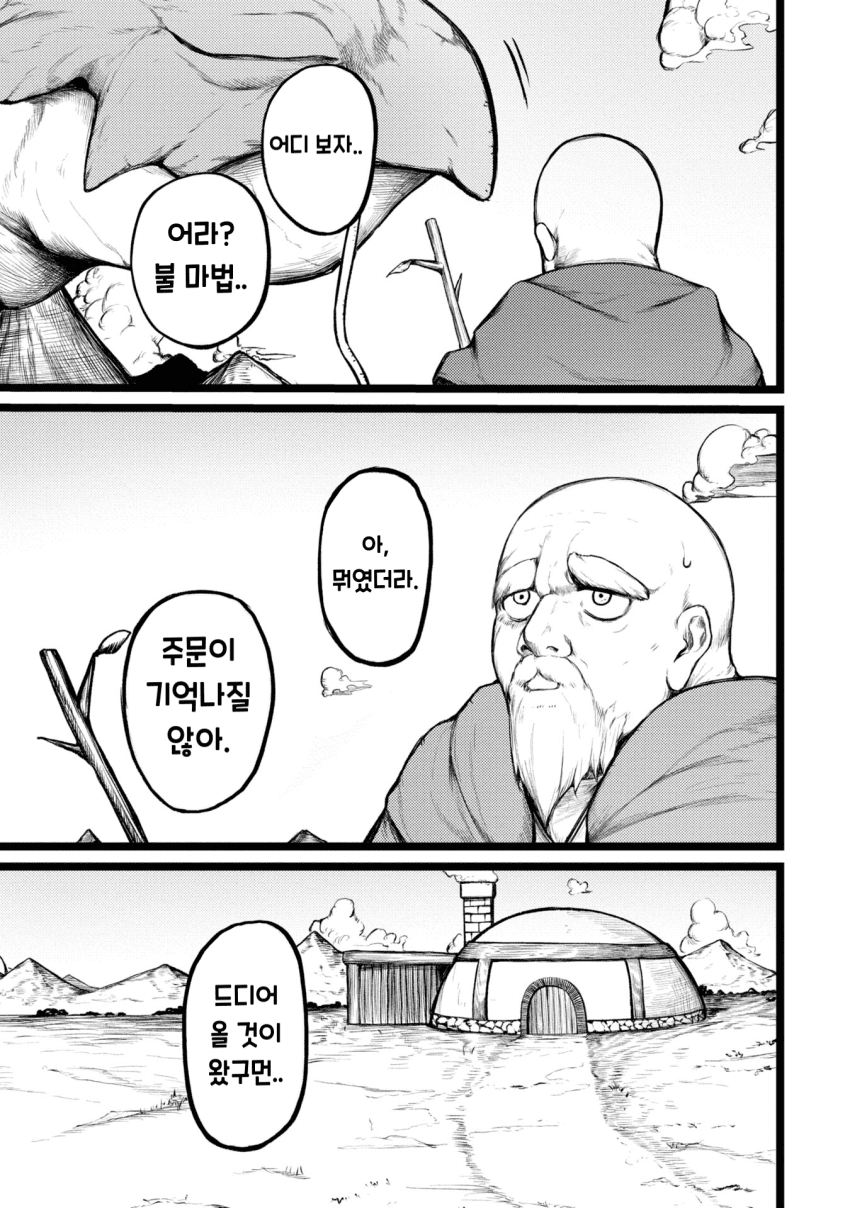 어디 보자..
어라?
불 마법..
아,
뭐였더라.
주문이
기억나질
않아.
드디어
올 것이
왔구먼..